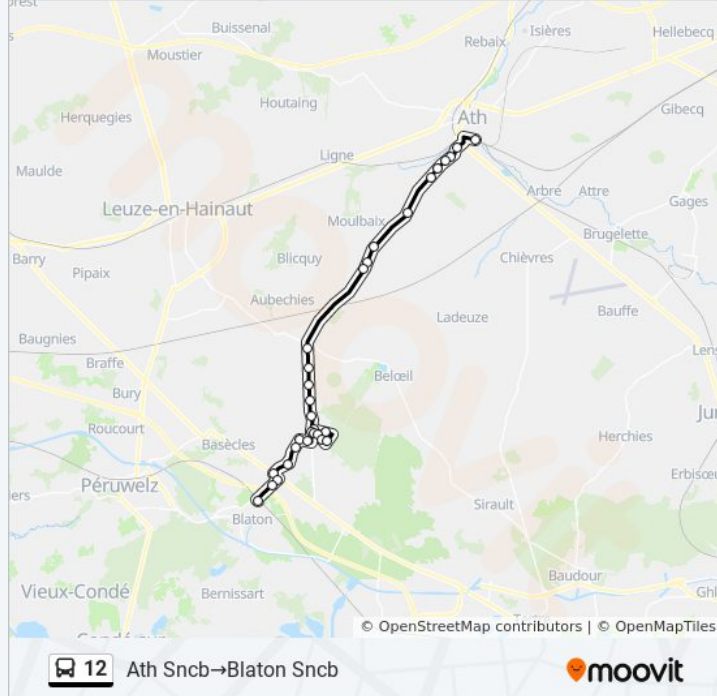 Buissenal
Isières
Hellebecq
Rebaix
Moustier
Houtaing
Gibecq
Herquegies
Ath
Ligne
Maulde
Arbre
Attre
Gages
Leuze-en-Hainaut
Moulbaix
Brugelette
Barry
Blicquy
Chièvres
Pipaix
Aubechies
Bauffe
Ladeuze
Baugnies
Lens
Braffe
Belœil
Bury
Roucourt
Basècles
Herchies
Péruwelz
Sirault
Blaton
Baudour
Vieux-Condé
Bernissart
© OpenStreetMap contributors | © OpenMapTiles
12 Ath Sncb→Blaton Sncb
moovit